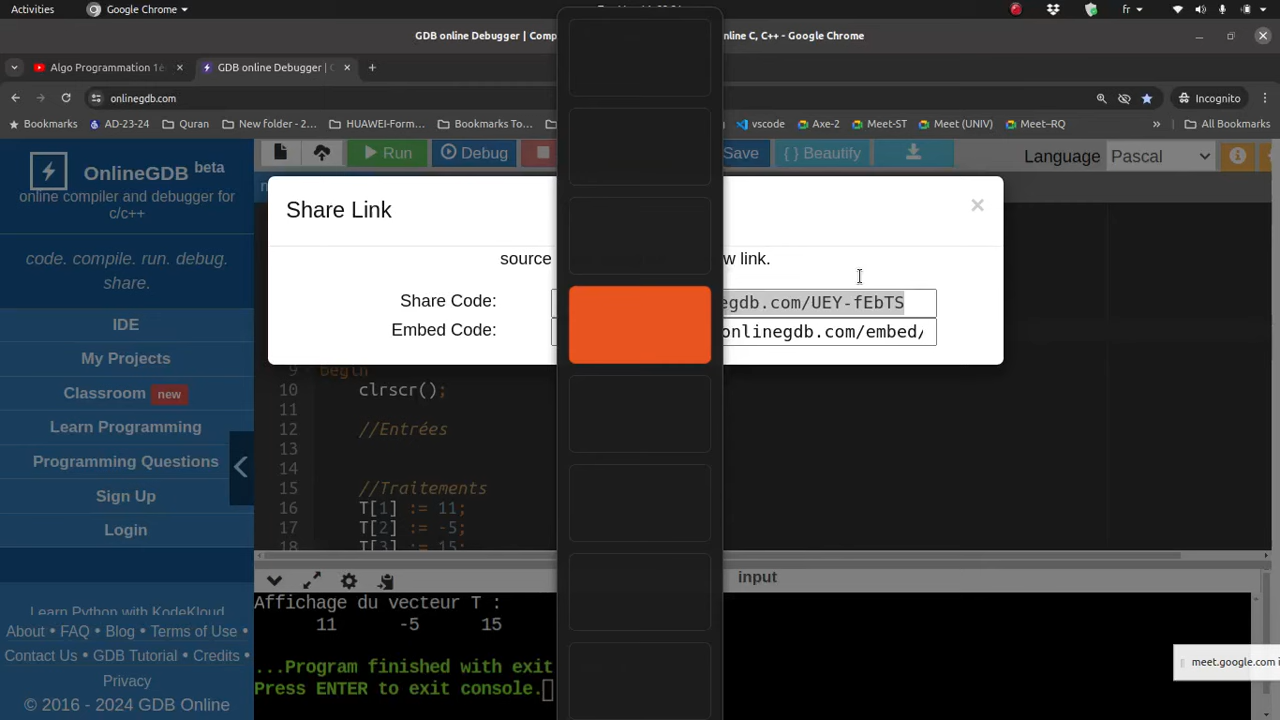 Activities
Google Chrome
fr
GDB online Debugger | Comp
nline C, C++ - Google Chrome
Algo Programmation 1è
GDB online Debugger | C
onlinegdb.com
Incognito
Bookmarks
AD-23-24
Quran
New folder - 2...
HUAWEI-Form...
Bookmarks To...
vscode
Axe-2
Meet-ST
Meet (UNIV)
Meet–RQ
All Bookmarks
OnlineGDB beta
online compiler and debugger for
c/c++
Run
Debug
Save
{ } Beautify
Language
Pascal
code. compile. run. debug.
share.
IDE
My Projects
Classroom new
Learn Programming
Programming Questions
Sign Up
Login
Share Link
×
source
w link.
Share Code:
egdb.com/UEY-fEbTS
Embed Code:
onlinegdb.com/embed/
9 begin
10 clrscr();
11
12 //Entrées
13
14
15 //Traitements
16 T[1] := 11;
17 T[2] := -5;
18 T[3] := 15;
input
Affichage du vecteur T :
11 -5 15
...Program finished with exit
Press ENTER to exit console.
Learn Python with KodeKloud
About • FAQ • Blog • Terms of Use •
Contact Us • GDB Tutorial • Credits •
Privacy
© 2016 - 2024 GDB Online
meet.google.com i